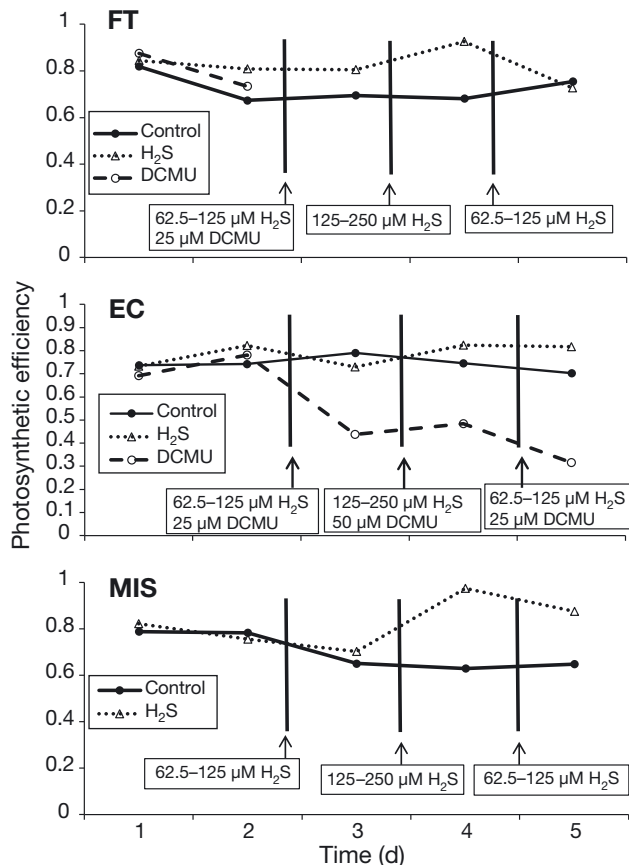 FT
1
0.8
0.6
0.4
0.2
0
Control
H₂S
DCMU
62.5–125 µM H₂S
25 µM DCMU
125–250 µM H₂S
62.5–125 µM H₂S
Photosynthetic efficiency
EC
1
0.9
0.8
0.7
0.6
0.5
0.4
0.3
0.2
0.1
0
Control
H₂S
DCMU
62.5–125 µM H₂S
25 µM DCMU
125–250 µM H₂S
50 µM DCMU
62.5–125 µM H₂S
25 µM DCMU
MIS
1
0.8
0.6
0.4
0.2
0
Control
H₂S
62.5–125 µM H₂S
125–250 µM H₂S
62.5–125 µM H₂S
1 2 3 4 5
Time (d)